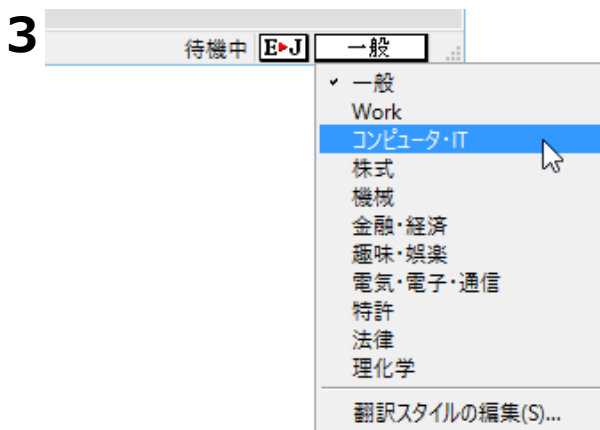 3
待機中 E▸J 一般
✓ 一般
Work
コンピュータ・IT
株式
機械
金融・経済
趣味・娯楽
電気・電子・通信
特許
法律
理化学
翻訳スタイルの編集(S)...